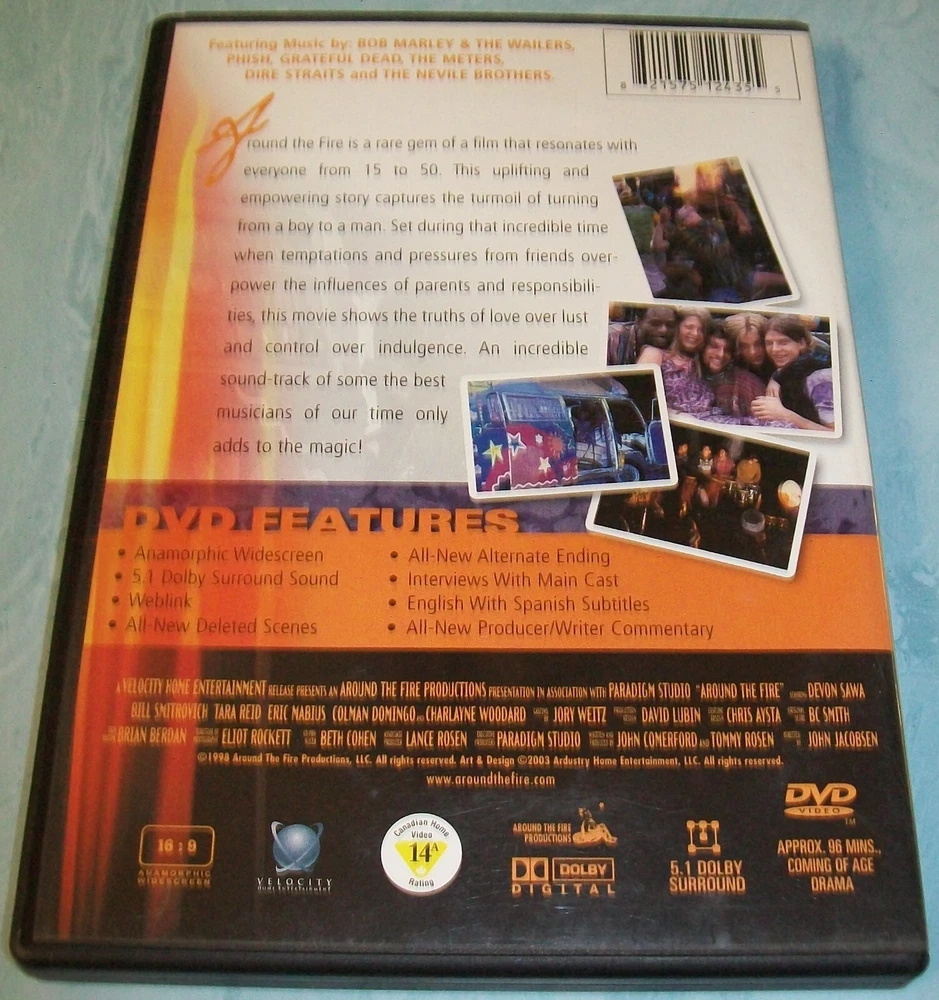 Featuring Music by: BOB MARLEY & THE WAILERS,
PHISH, GRATEFUL DEAD, THE METERS,
DIRE STRAITS and THE NEVILE BROTHERS.
8 21575 12435 5
Around the Fire is a rare gem of a film that resonates with
everyone from 15 to 50. This uplifting and
empowering story captures the turmoil of turning
from a boy to a man. Set during that incredible time
when temptations and pressures from friends over-
power the influences of parents and responsibili-
ties, this movie shows the truths of love over lust
and control over indulgence. An incredible
sound-track of some the best
musicians of our time only
adds to the magic!
DVD FEATURES
• Anamorphic Widescreen
• 5.1 Dolby Surround Sound
• Weblink
• All-New Deleted Scenes
• All-New Alternate Ending
• Interviews With Main Cast
• English With Spanish Subtitles
• All-New Producer/Writer Commentary
A VELOCITY HOME ENTERTAINMENT RELEASE PRESENTS AN AROUND THE FIRE PRODUCTIONS PRESENTATION IN ASSOCIATION WITH PARADIGM STUDIO "AROUND THE FIRE" STARRING DEVON SAWA
BILL SMITROVICH TARA REID ERIC MABIUS COLMAN DOMINGO AND CHARLAYNE WOODARD JORY WEITZ DAVID LUBIN CHRIS AYSTA BC SMITH
BRIAN BERDAN ELIOT ROCKETT BETH COHEN LANCE ROSEN PARADIGM STUDIO JOHN COMERFORD AND TOMMY ROSEN JOHN JACOBSEN
©1998 Around The Fire Productions, LLC. All rights reserved. Art & Design ©2003 Ardustry Home Entertainment, LLC. All rights reserved.
www.aroundthefire.com
16:9
ANAMORPHIC
WIDESCREEN
VELOCITY
Home Entertainment
Canadian Home
Video
14A
Rating
AROUND THE FIRE
PRODUCTIONS
DOLBY
DIGITAL
5.1 DOLBY
SURROUND
DVD
VIDEO
TM
APPROX. 96 MINS.,
COMING OF AGE
DRAMA